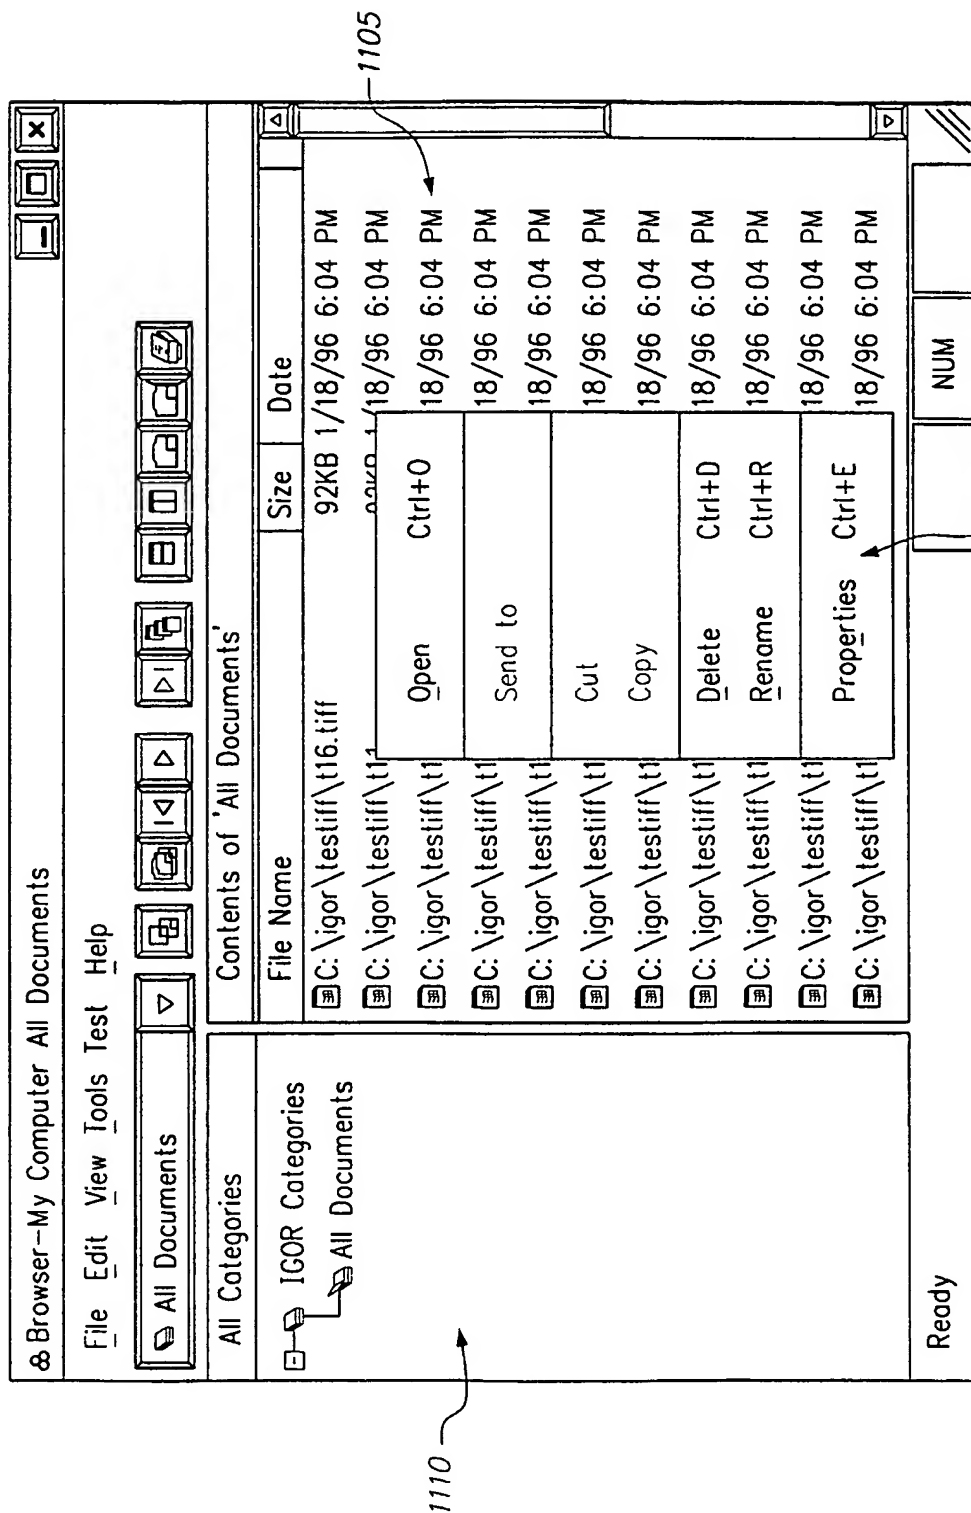 Browser-My Computer All Documents
File Edit View Tools Test Help
All Documents
All Categories
Contents of 'All Documents'
File Name Size Date
IGOR Categories
All Documents
C: \igor\testiff\t16.tiff 92KB 1/18/96 6:04 PM
C: \igor\testiff\t1 92KB 1/18/96 6:04 PM
C: \igor\testiff\t1 18/96 6:04 PM
C: \igor\testiff\t1 18/96 6:04 PM
C: \igor\testiff\t1 18/96 6:04 PM
C: \igor\testiff\t1 18/96 6:04 PM
C: \igor\testiff\t1 18/96 6:04 PM
C: \igor\testiff\t1 18/96 6:04 PM
C: \igor\testiff\t1 18/96 6:04 PM
C: \igor\testiff\t1 18/96 6:04 PM
C: \igor\testiff\t1 18/96 6:04 PM
Open Ctrl+O
Send to
Cut
Copy
Delete Ctrl+D
Rename Ctrl+R
Properties Ctrl+E
Ready NUM
1105
1110